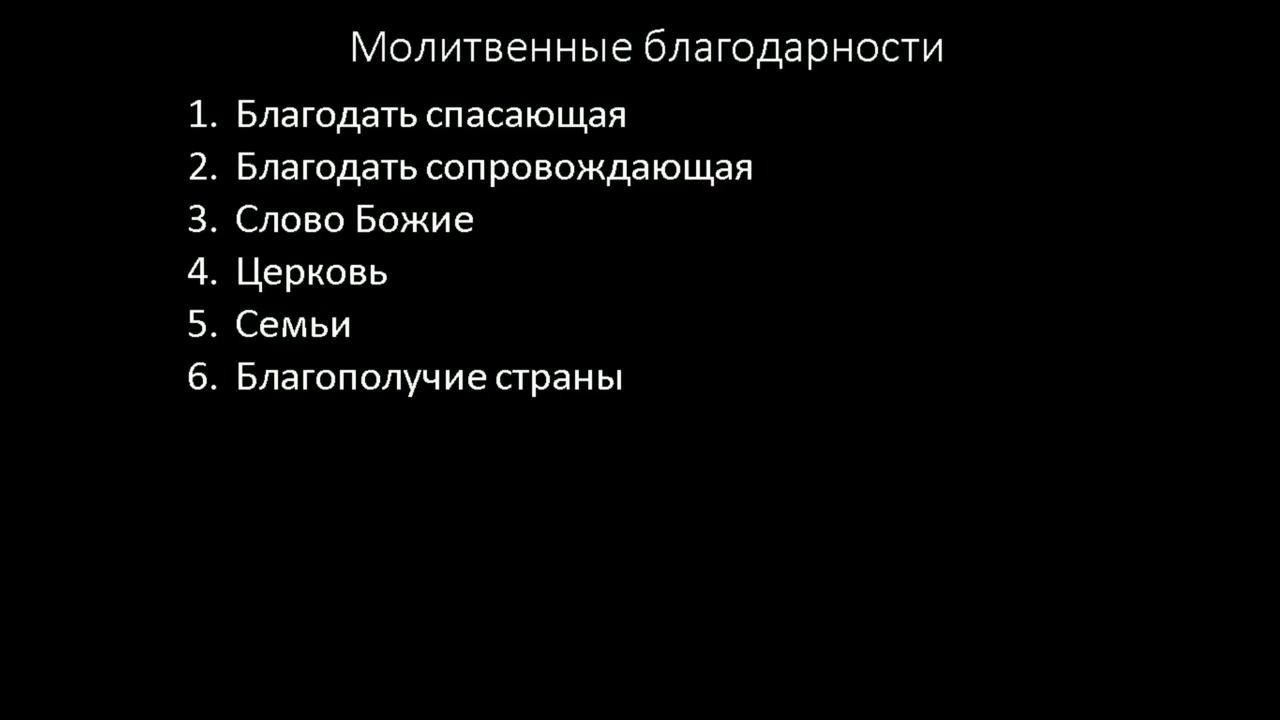 Молитвенные благодарности
1. Благодать спасающая
2. Благодать сопровождающая
3. Слово Божие
4. Церковь
5. Семьи
6. Благополучие страны